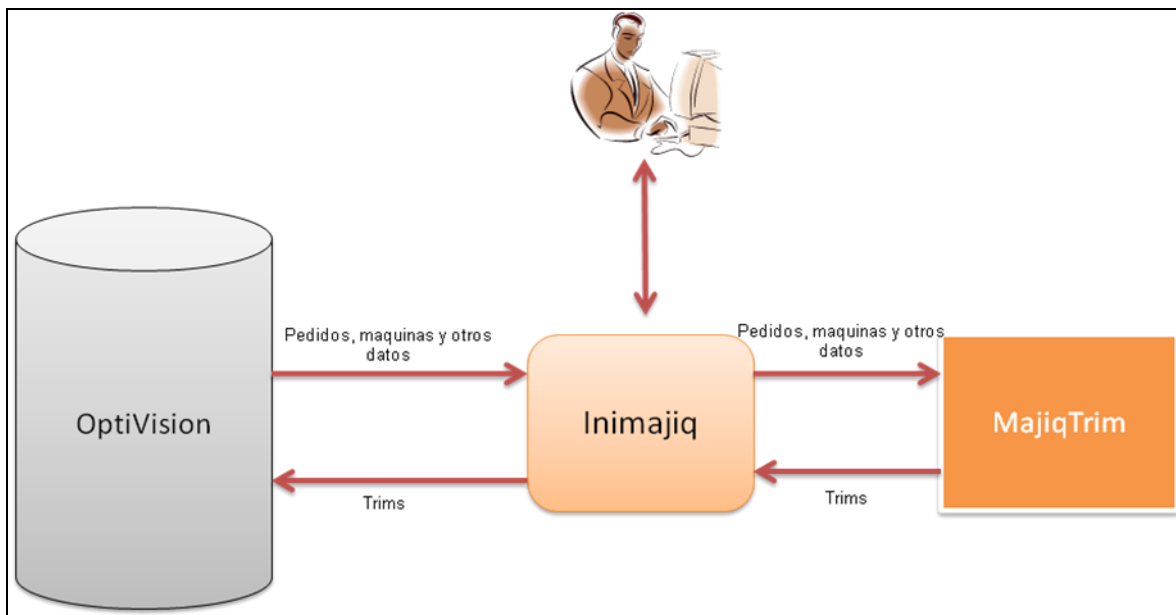 Pedidos, maquinas y otros
datos
OptiVision
Trims
Inimajiq
Pedidos, maquinas y otros
datos
MajiqTrim
Trims